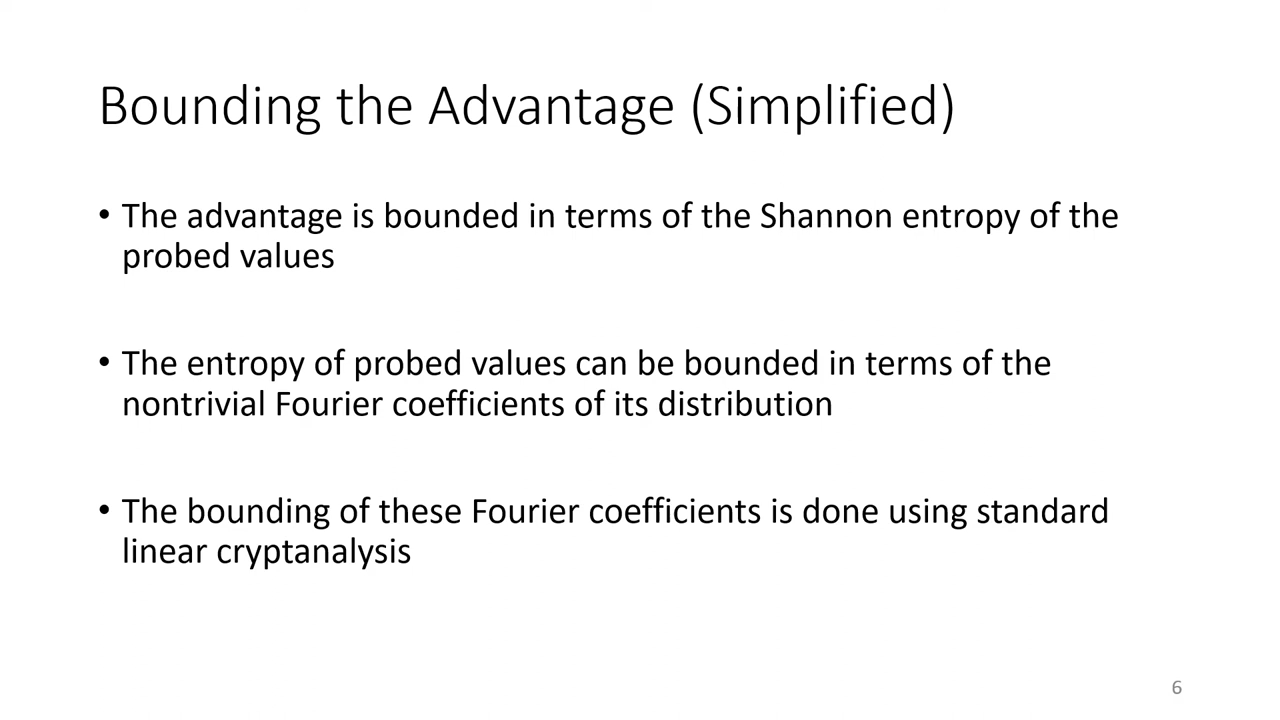 Bounding the Advantage (Simplified)
• The advantage is bounded in terms of the Shannon entropy of the
probed values
• The entropy of probed values can be bounded in terms of the
nontrivial Fourier coefficients of its distribution
• The bounding of these Fourier coefficients is done using standard
linear cryptanalysis
6